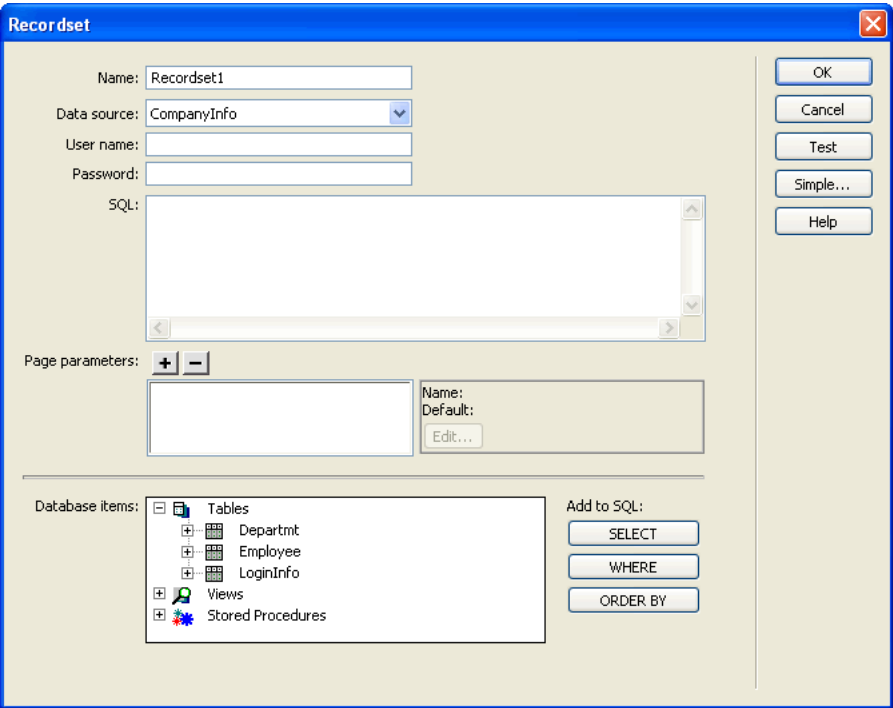 Recordset
Name: Recordset1
Data source: CompanyInfo
User name:
Password:
SQL:
Page parameters:
Name:
Default:
Edit...
Database items:
Tables
Departmt
Employee
LoginInfo
Views
Stored Procedures
Add to SQL:
SELECT
WHERE
ORDER BY
OK
Cancel
Test
Simple...
Help